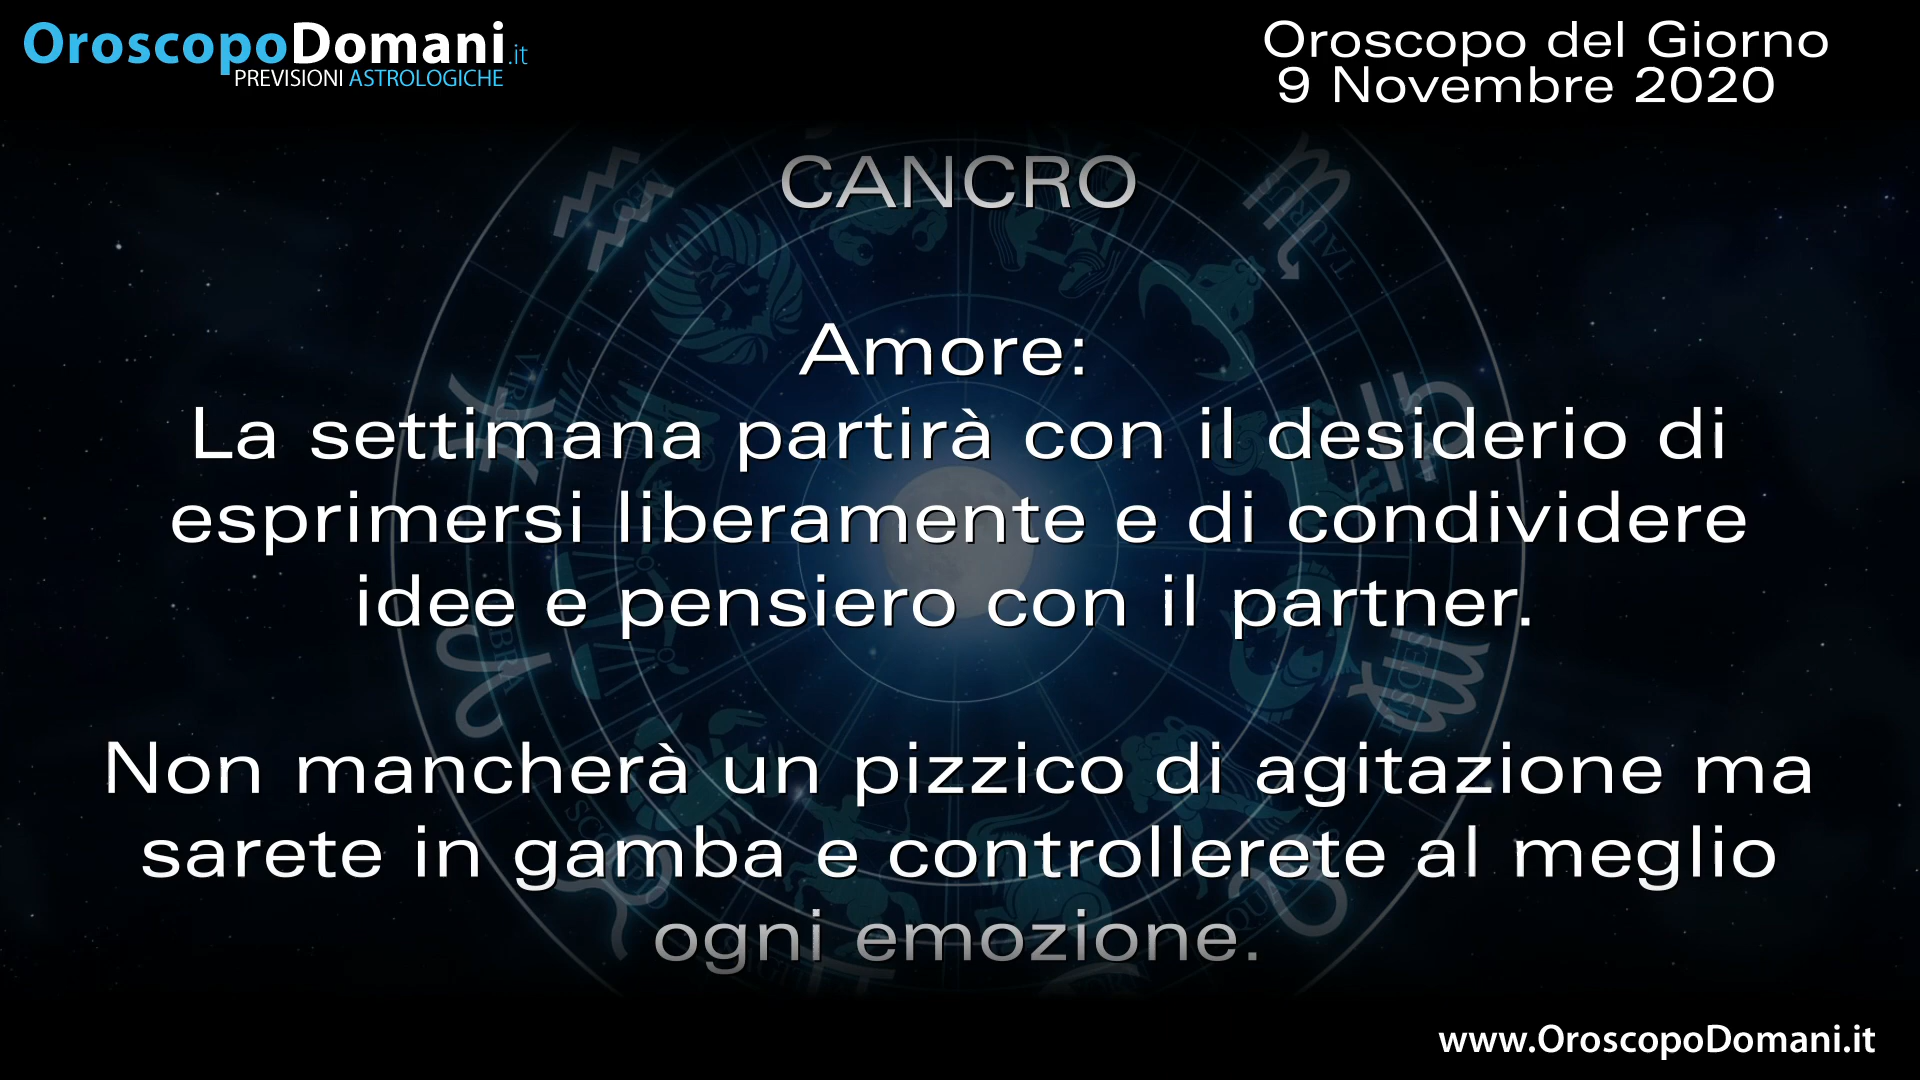 OroscopoDomani.it
PREVISIONI ASTROLOGICHE
Oroscopo del Giorno
9 Novembre 2020
CANCRO
Amore:
La settimana partirà con il desiderio di
esprimersi liberamente e di condividere
idee e pensiero con il partner.
Non mancherà un pizzico di agitazione ma
sarete in gamba e controllerete al meglio
ogni emozione.
www.OroscopoDomani.it